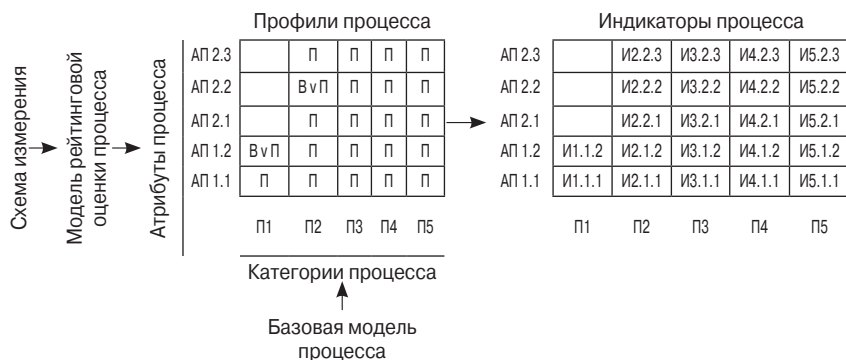 Профили процесса
Индикаторы процесса
Схема измерения
Модель рейтинговой
оценки процесса
Атрибуты процесса
АП 2.3 П П П П
АП 2.2 В v П П П П
АП 2.1 П П П П
АП 1.2 В v П П П П П
АП 1.1 П П П П П
П1 П2 П3 П4 П5
Категории процесса
Базовая модель
процесса
АП 2.3 И2.2.3 И3.2.3 И4.2.3 И5.2.3
АП 2.2 И2.2.2 И3.2.2 И4.2.2 И5.2.2
АП 2.1 И2.2.1 И3.2.1 И4.2.1 И5.2.1
АП 1.2 И1.1.2 И2.1.2 И3.1.2 И4.1.2 И5.1.2
АП 1.1 И1.1.1 И2.1.1 И3.1.1 И4.1.1 И5.1.1
П1 П2 П3 П4 П5